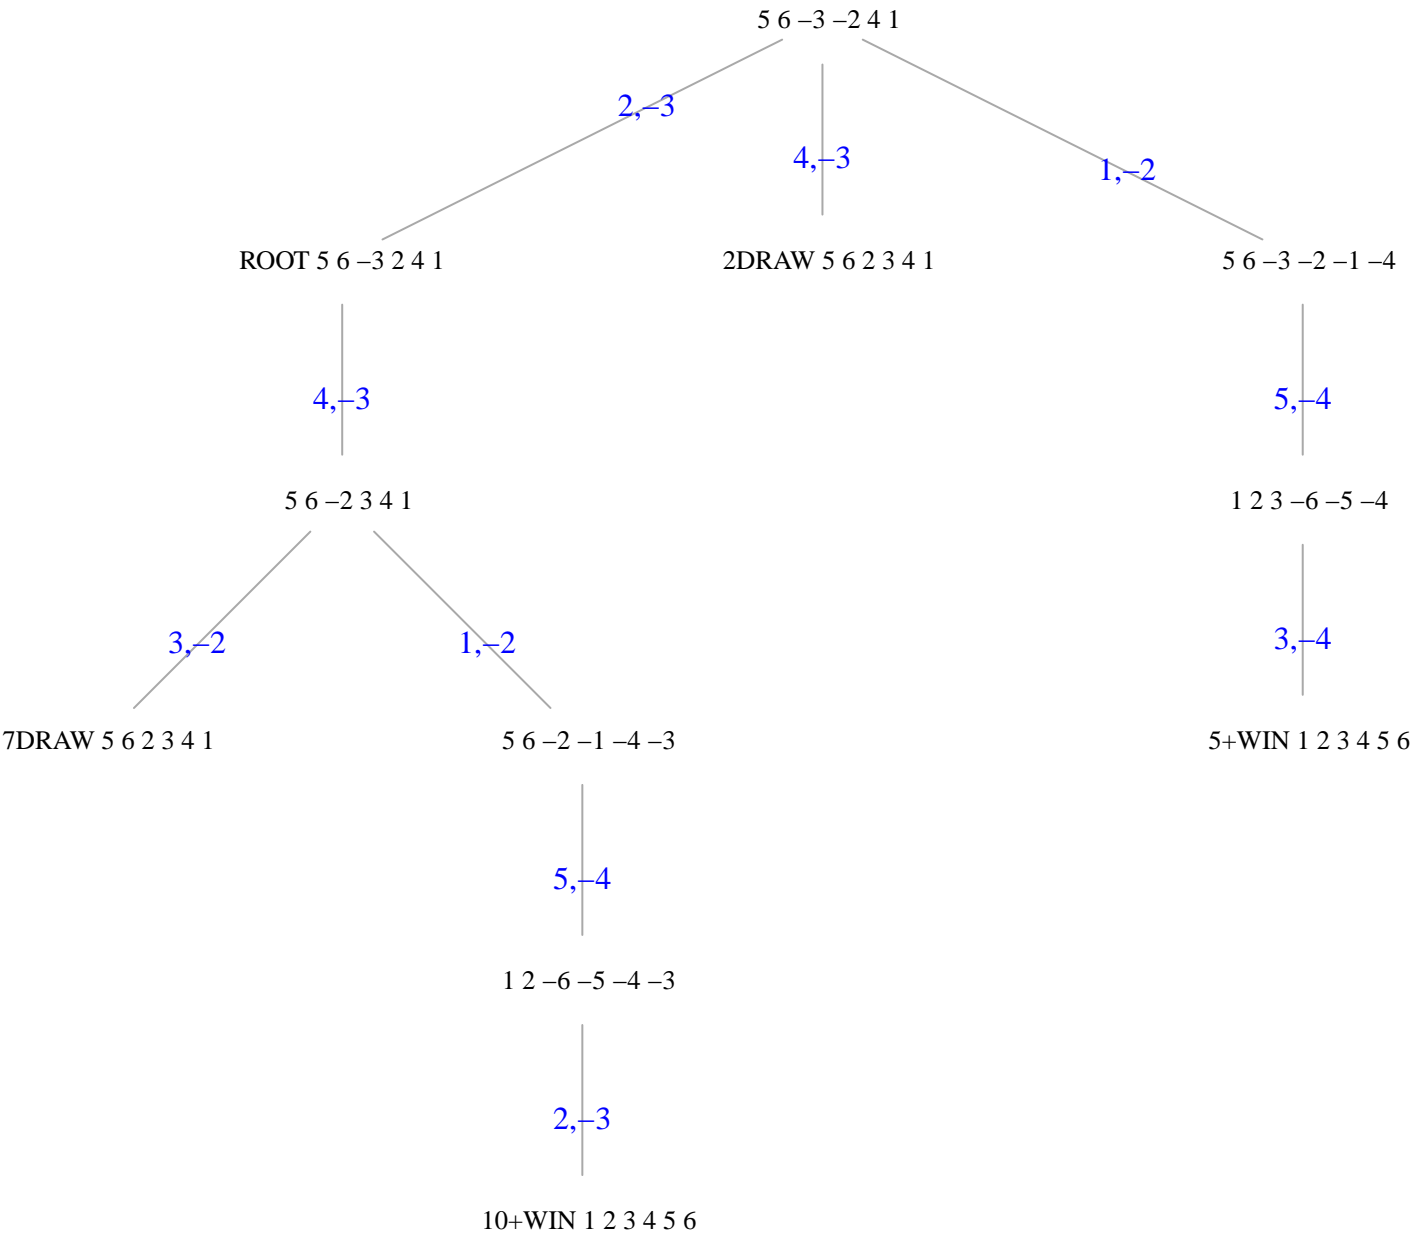 5 6 –3 –2 4 1
2,–3
4,–3
1,–2
ROOT 5 6 –3 2 4 1
2DRAW 5 6 2 3 4 1
5 6 –3 –2 –1 –4
4,–3
5,–4
5 6 –2 3 4 1
1 2 3 –6 –5 –4
3,–2
1,–2
3,–4
7DRAW 5 6 2 3 4 1
5 6 –2 –1 –4 –3
5+WIN 1 2 3 4 5 6
5,–4
1 2 –6 –5 –4 –3
2,–3
10+WIN 1 2 3 4 5 6